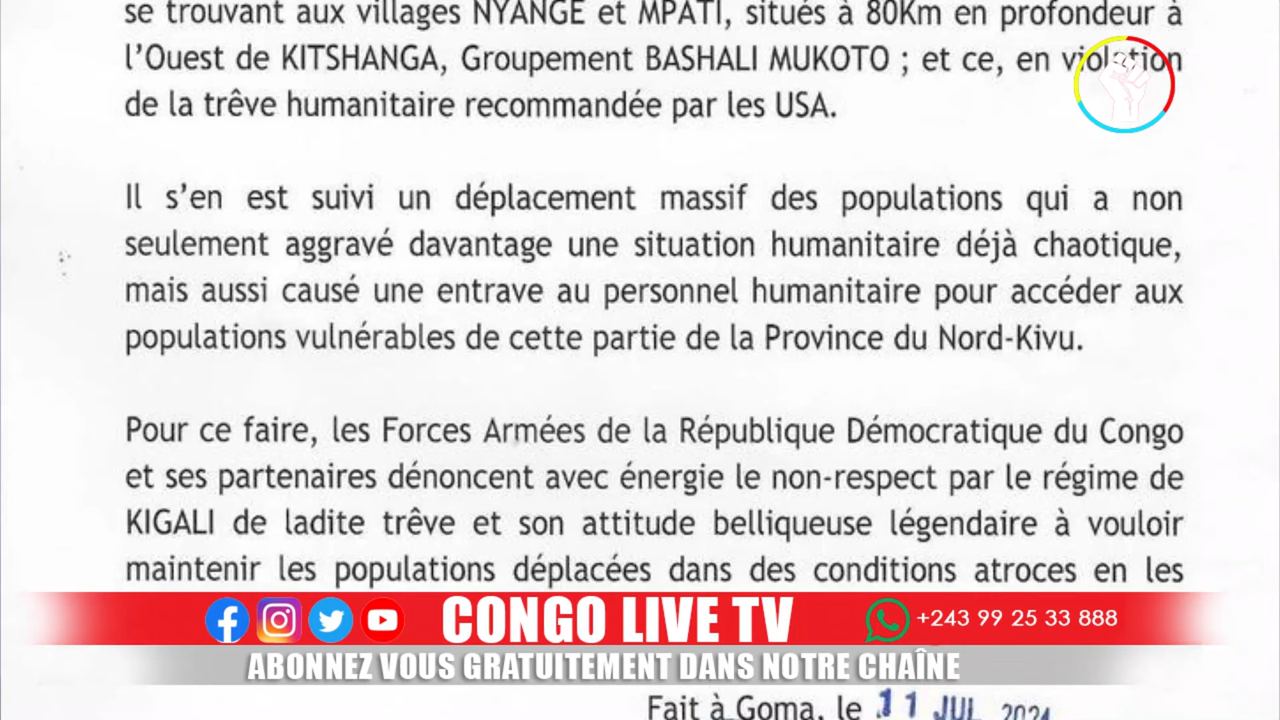 se trouvant aux villages NYANGE et MPATI, situés à 80Km en profondeur à
l’Ouest de KITSHANGA, Groupement BASHALI MUKOTO ; et ce, en violation
de la trêve humanitaire recommandée par les USA.
Il s’en est suivi un déplacement massif des populations qui a non
seulement aggravé davantage une situation humanitaire déjà chaotique,
mais aussi causé une entrave au personnel humanitaire pour accéder aux
populations vulnérables de cette partie de la Province du Nord-Kivu.
Pour ce faire, les Forces Armées de la République Démocratique du Congo
et ses partenaires dénoncent avec énergie le non-respect par le régime de
KIGALI de ladite trêve et son attitude belliqueuse légendaire à vouloir
maintenir les populations déplacées dans des conditions atroces en les
CONGO LIVE TV
+243 99 25 33 888
ABONNEZ VOUS GRATUITEMENT DANS NOTRE CHAÎNE
Fait à Goma, le 11 JUL 2024